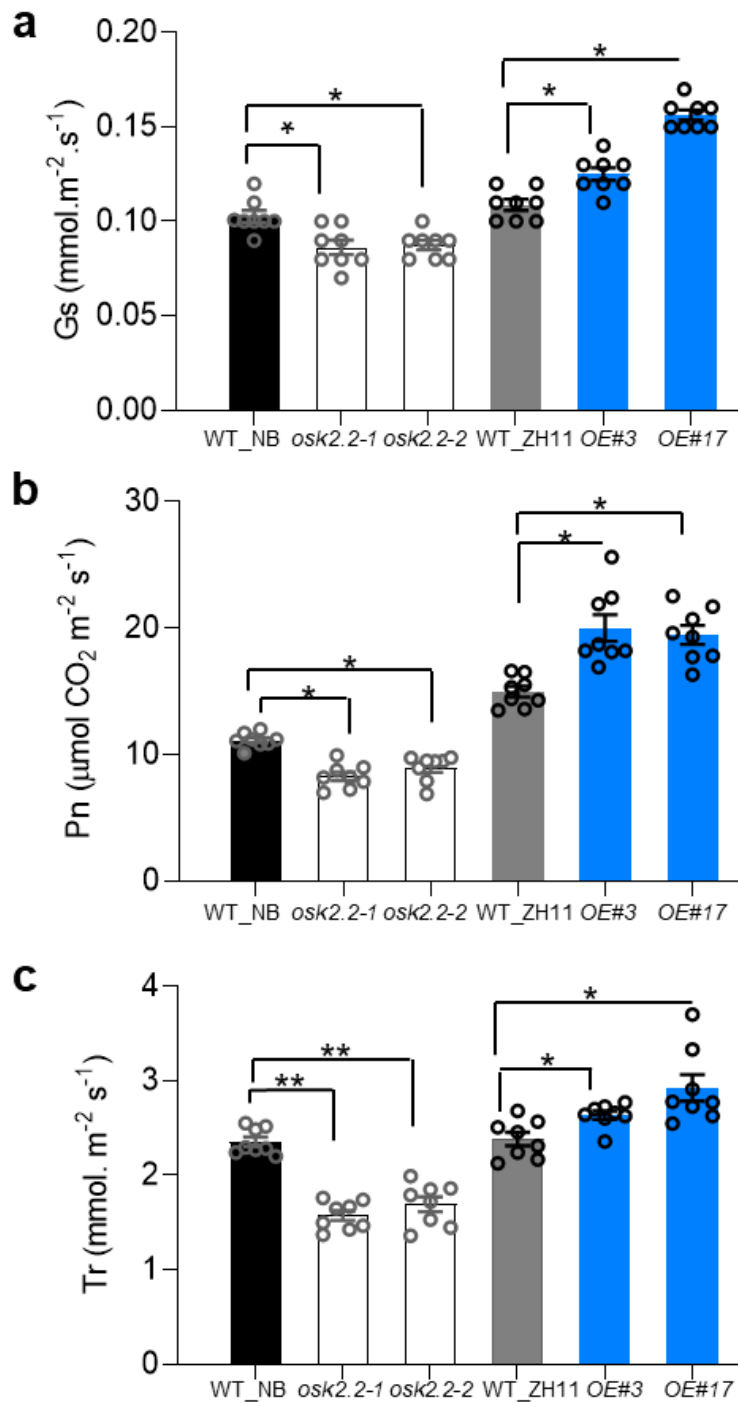 a
Gs (mmol.m⁻².s⁻¹)
0.20
0.15
0.10
0.05
0.00
*
*
*
*
WT_NB osk2.2-1 osk2.2-2 WT_ZH11 OE#3 OE#17
b
Pn (μmol CO₂ m⁻² s⁻¹)
30
20
10
0
*
*
*
*
WT_NB osk2.2-1 osk2.2-2 WT_ZH11 OE#3 OE#17
c
Tr (mmol. m⁻² s⁻¹)
4
3
2
1
0
**
**
*
*
WT_NB osk2.2-1 osk2.2-2 WT_ZH11 OE#3 OE#17